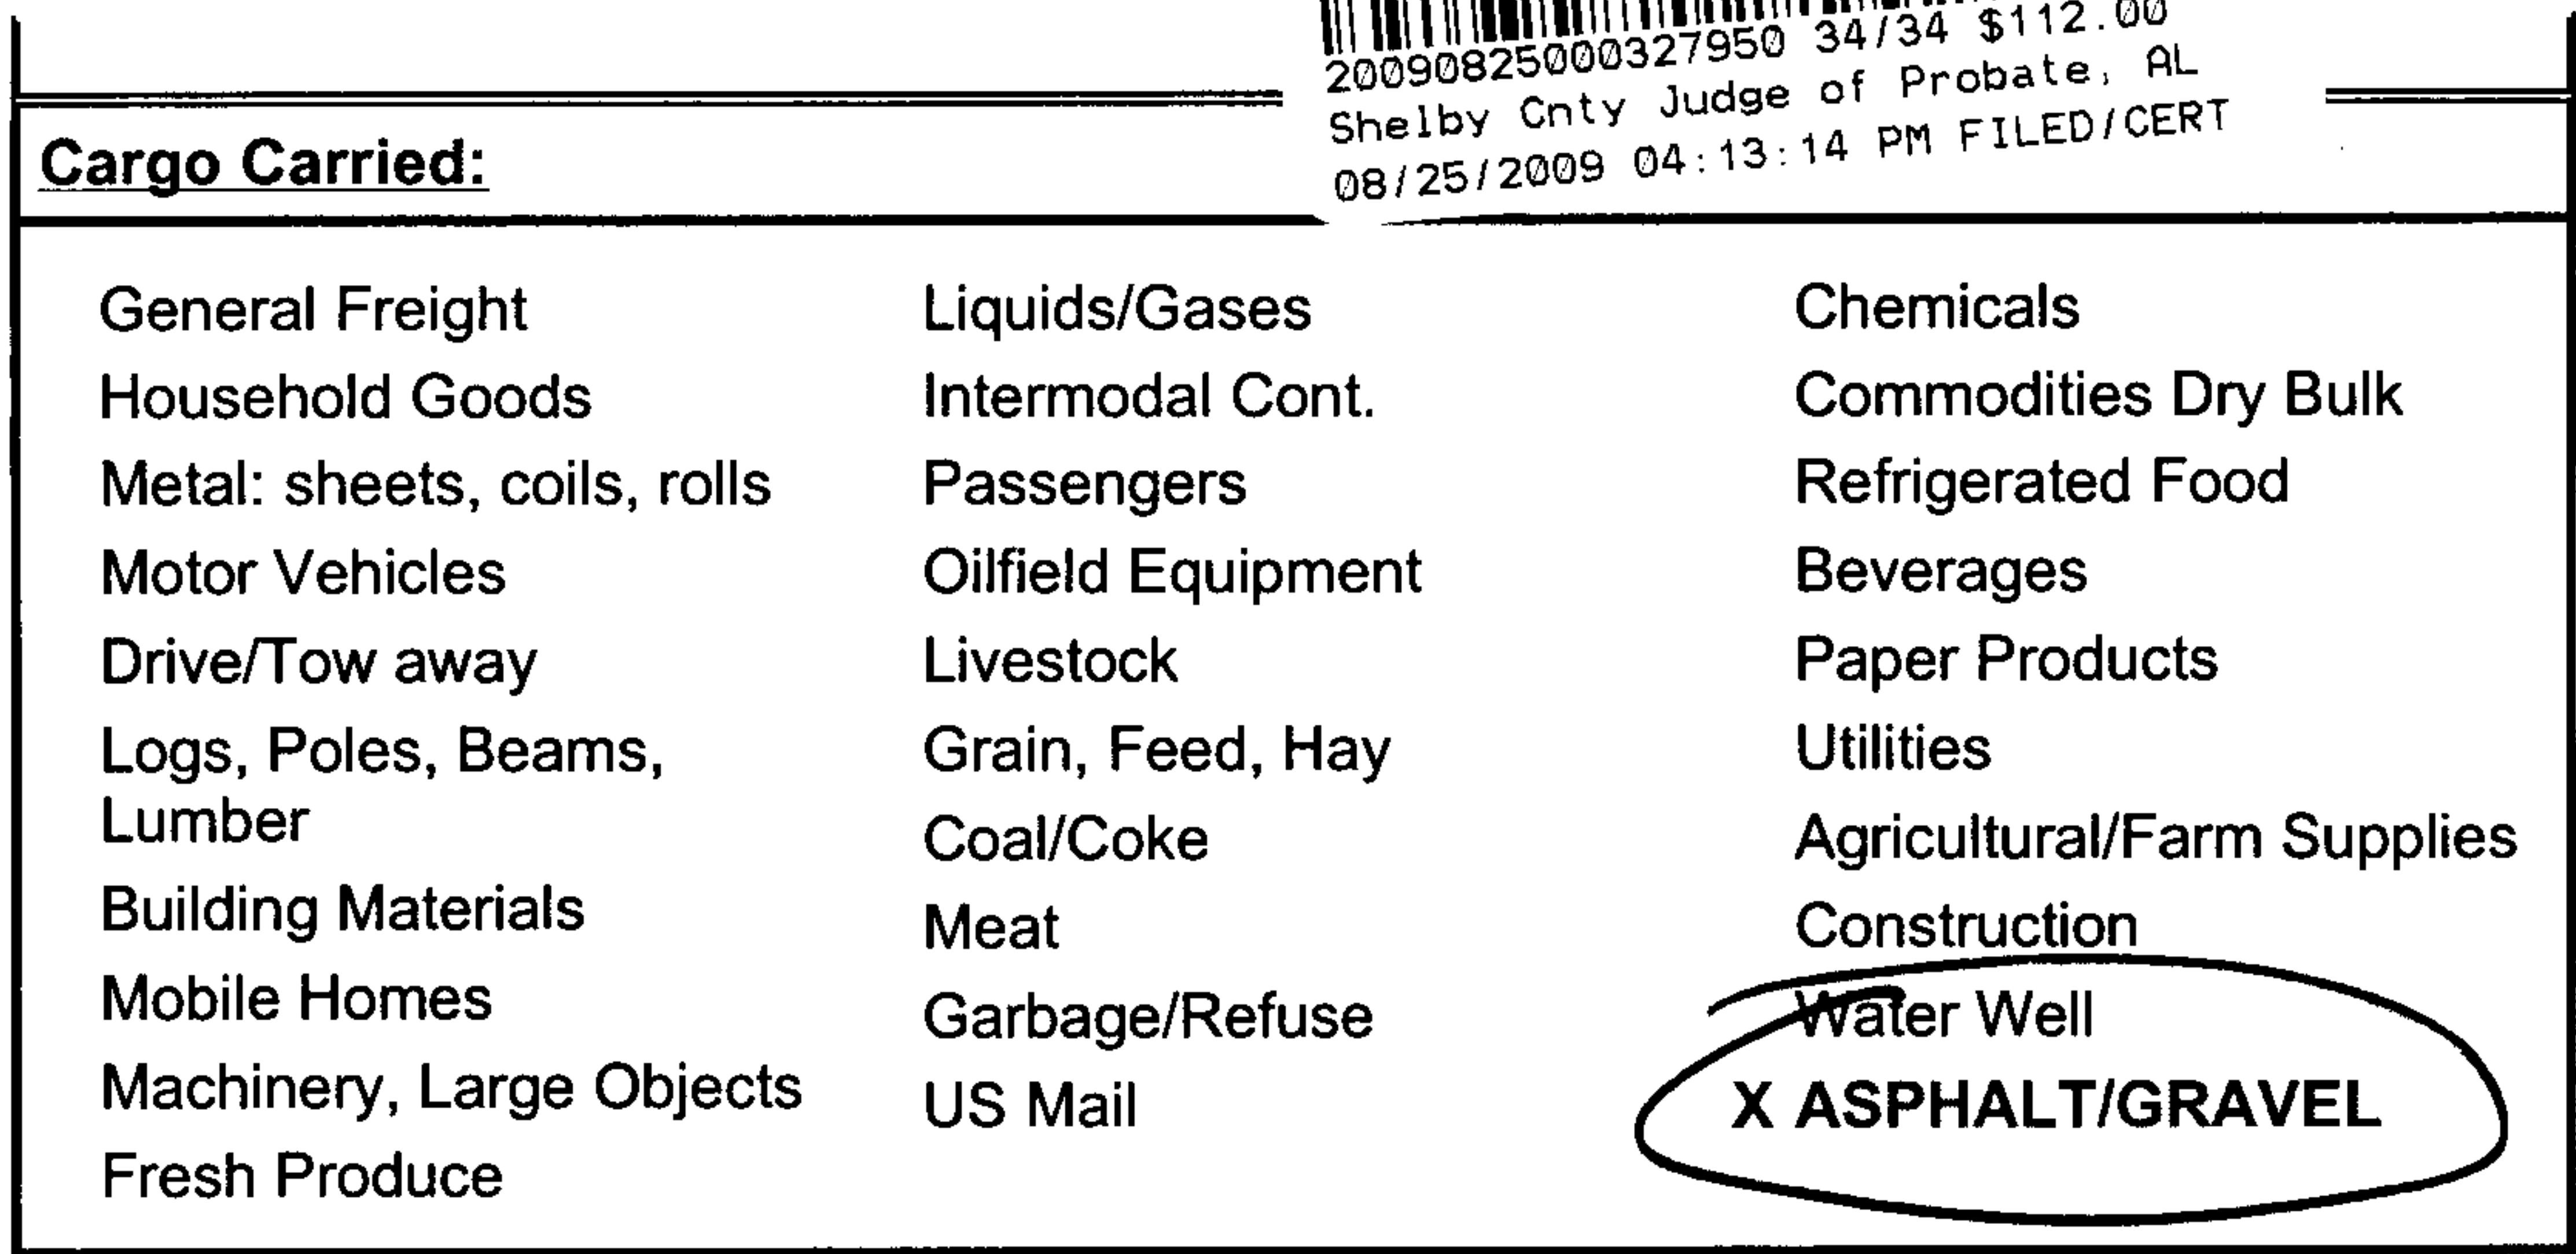 20090825000327950 34/34 $112.00
Shelby Cnty Judge of Probate, AL
08/25/2009 04:13:14 PM FILED/CERT
Cargo Carried:
General Freight
Household Goods
Metal: sheets, coils, rolls
Motor Vehicles
Drive/Tow away
Logs, Poles, Beams,
Lumber
Building Materials
Mobile Homes
Machinery, Large Objects
Fresh Produce
Liquids/Gases
Intermodal Cont.
Passengers
Oilfield Equipment
Livestock
Grain, Feed, Hay
Coal/Coke
Meat
Garbage/Refuse
US Mail
Chemicals
Commodities Dry Bulk
Refrigerated Food
Beverages
Paper Products
Utilities
Agricultural/Farm Supplies
Construction
Water Well
X ASPHALT/GRAVEL